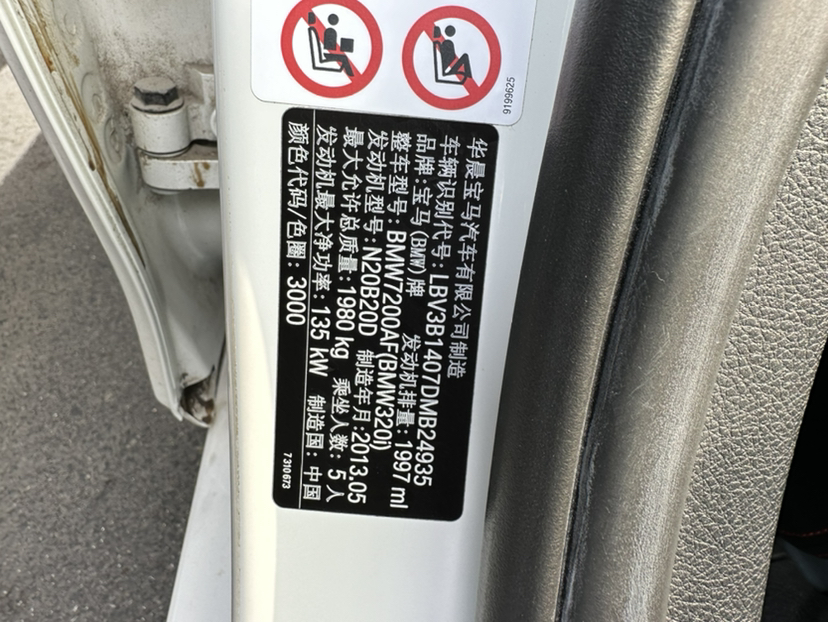 9199625
华晨宝马汽车有限公司制造
车辆识别代号:LBV3B1407DMB24935
品牌:宝马(BMW)牌 发动机排量:1997 ml
整车型号:BMW7200AF(BMW320i)
发动机型号:N20B20D 制造年月:2013.05
最大允许总质量:1980 kg 乘坐人数:5人
发动机最大净功率:135 kW 制造国:中国
颜色代码/色圈:3000
7 310 673